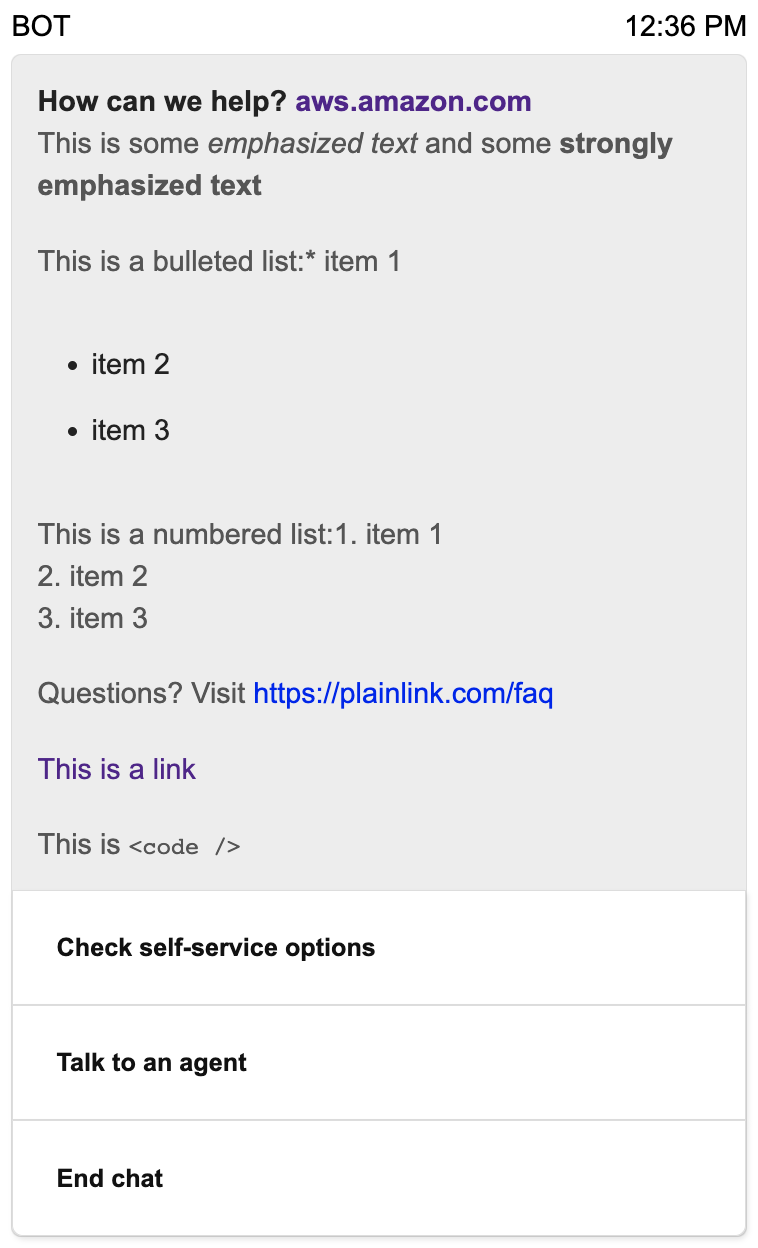 BOT 12:36 PM
How can we help? aws.amazon.com
This is some emphasized text and some strongly
emphasized text
This is a bulleted list:* item 1
• item 2
• item 3
This is a numbered list:1. item 1
2. item 2
3. item 3
Questions? Visit https://plainlink.com/faq
This is a link
This is <code />
Check self-service options
Talk to an agent
End chat